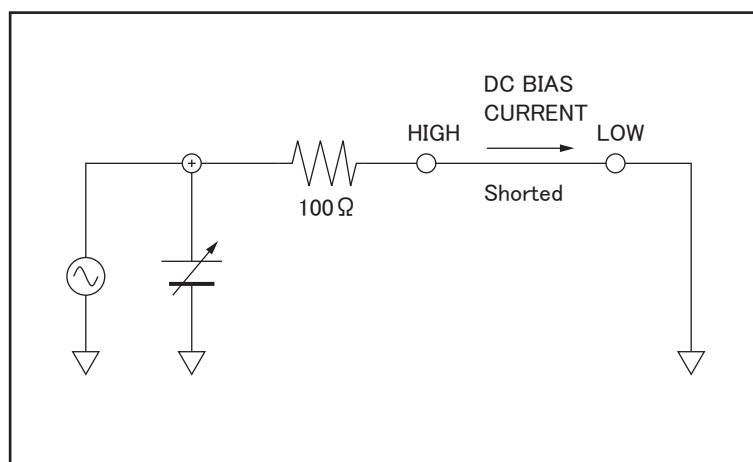 DC BIAS
CURRENT
HIGH
LOW
+
100Ω
Shorted